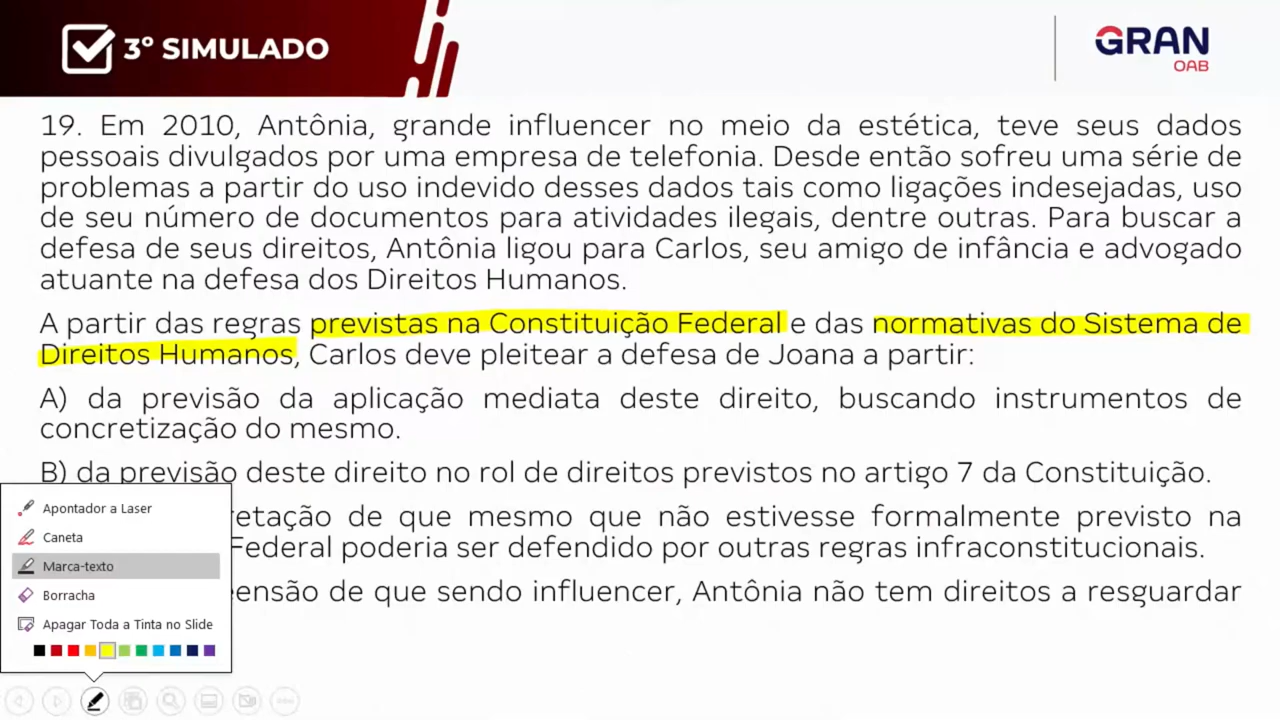 3º SIMULADO
GRAN
OAB
19. Em 2010, Antônia, grande influencer no meio da estética, teve seus dados
pessoais divulgados por uma empresa de telefonia. Desde então sofreu uma série de
problemas a partir do uso indevido desses dados tais como ligações indesejadas, uso
de seu número de documentos para atividades ilegais, dentre outras. Para buscar a
defesa de seus direitos, Antônia ligou para Carlos, seu amigo de infância e advogado
atuante na defesa dos Direitos Humanos.
A partir das regras previstas na Constituição Federal e das normativas do Sistema de
Direitos Humanos, Carlos deve pleitear a defesa de Joana a partir:
A) da previsão da aplicação mediata deste direito, buscando instrumentos de
concretização do mesmo.
B) da previsão deste direito no rol de direitos previstos no artigo 7 da Constituição.
retação de que mesmo que não estivesse formalmente previsto na
Federal poderia ser defendido por outras regras infraconstitucionais.
ensão de que sendo influencer, Antônia não tem direitos a resguardar
Apontador a Laser
Caneta
Marca-texto
Borracha
Apagar Toda a Tinta no Slide